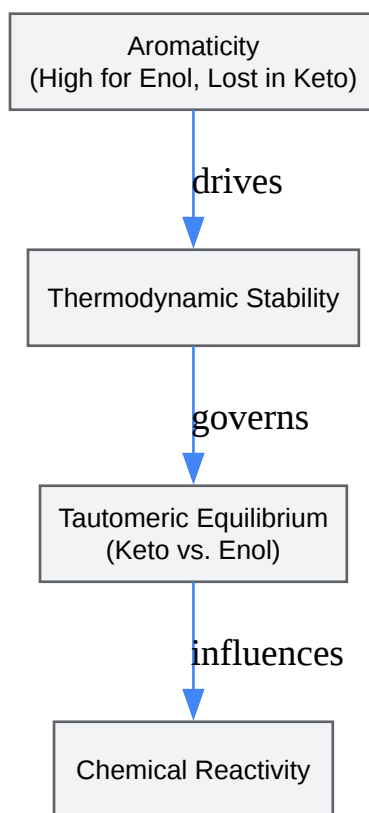 Aromaticity
(High for Enol, Lost in Keto)
drives
Thermodynamic Stability
governs
Tautomeric Equilibrium
(Keto vs. Enol)
influences
Chemical Reactivity